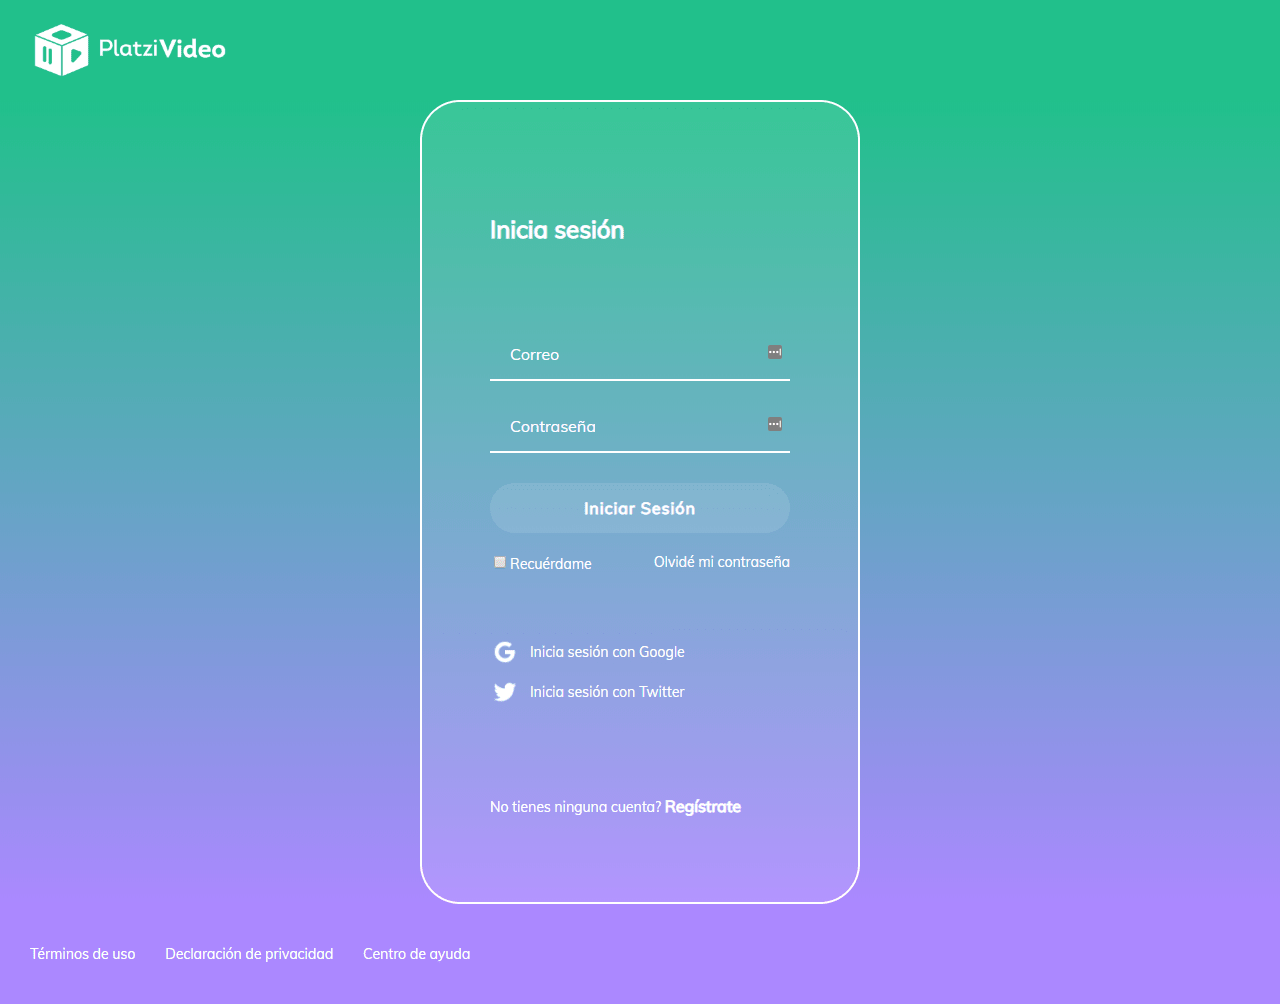 PlatziVideo
Inicia sesión
Correo
Contraseña
Iniciar Sesión
Recuérdame Olvidé mi contraseña
Inicia sesión con Google
Inicia sesión con Twitter
No tienes ninguna cuenta? Regístrate
Términos de uso Declaración de privacidad Centro de ayuda